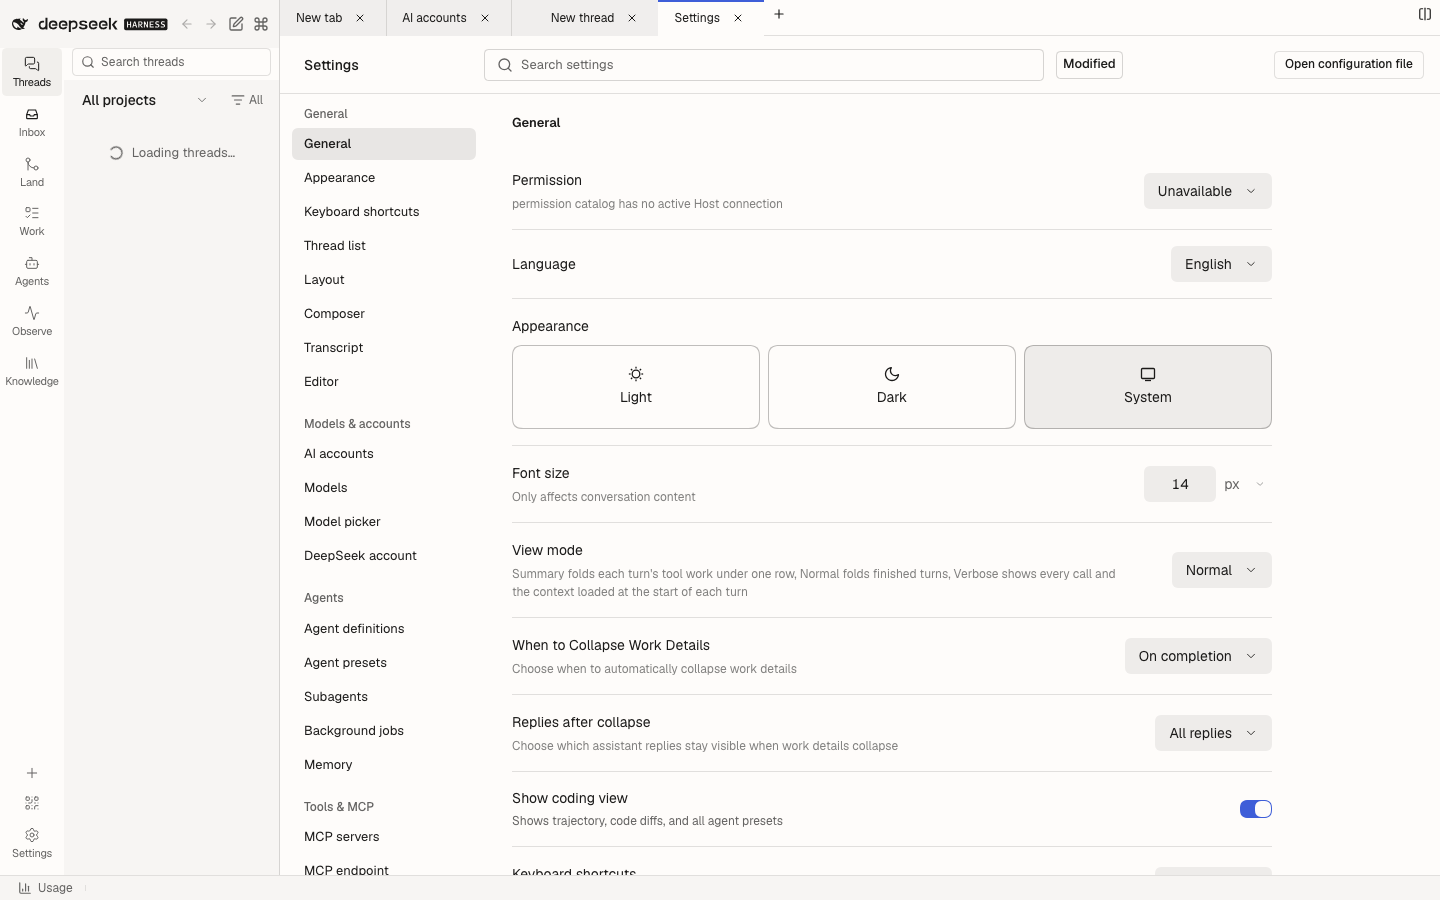 deepseek HARNESS
New tab
AI accounts
New thread
Settings
Threads
Inbox
Land
Work
Agents
Observe
Knowledge
Settings
Search threads
All projects
All
Loading threads...
Usage
Settings
Search settings
Modified
Open configuration file
General
General
Appearance
Keyboard shortcuts
Thread list
Layout
Composer
Transcript
Editor
Models & accounts
AI accounts
Models
Model picker
DeepSeek account
Agents
Agent definitions
Agent presets
Subagents
Background jobs
Memory
Tools & MCP
MCP servers
MCP endpoint
General
Permission
permission catalog has no active Host connection
Unavailable
Language
English
Appearance
Light
Dark
System
Font size
Only affects conversation content
14 px
View mode
Summary folds each turn's tool work under one row, Normal folds finished turns, Verbose shows every call and
the context loaded at the start of each turn
Normal
When to Collapse Work Details
Choose when to automatically collapse work details
On completion
Replies after collapse
Choose which assistant replies stay visible when work details collapse
All replies
Show coding view
Shows trajectory, code diffs, and all agent presets
Keyboard shortcuts